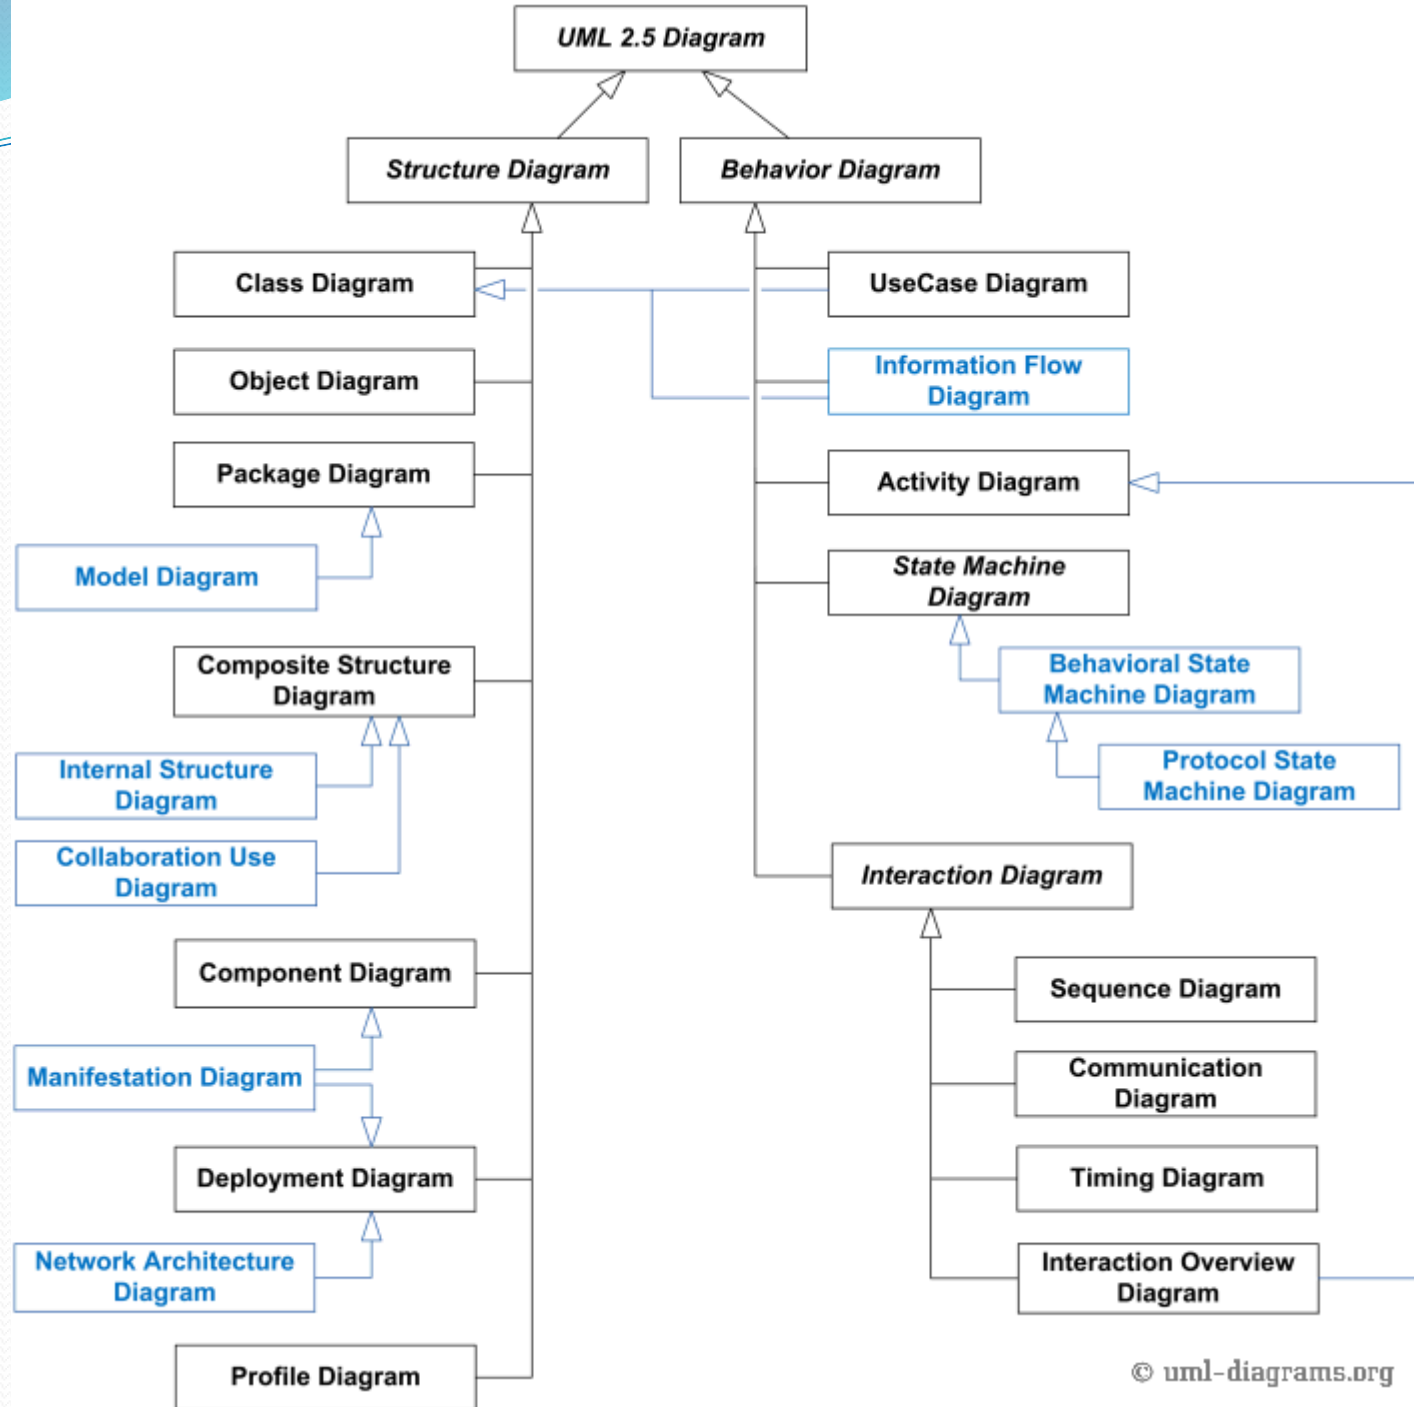 UML 2.5 Diagram
Structure Diagram
Behavior Diagram
Class Diagram
UseCase Diagram
Object Diagram
Information Flow
Diagram
Package Diagram
Activity Diagram
Model Diagram
State Machine
Diagram
Composite Structure
Diagram
Behavioral State
Machine Diagram
Internal Structure
Diagram
Protocol State
Machine Diagram
Collaboration Use
Diagram
Interaction Diagram
Component Diagram
Sequence Diagram
Manifestation Diagram
Communication
Diagram
Deployment Diagram
Timing Diagram
Network Architecture
Diagram
Interaction Overview
Diagram
Profile Diagram
© uml-diagrams.org